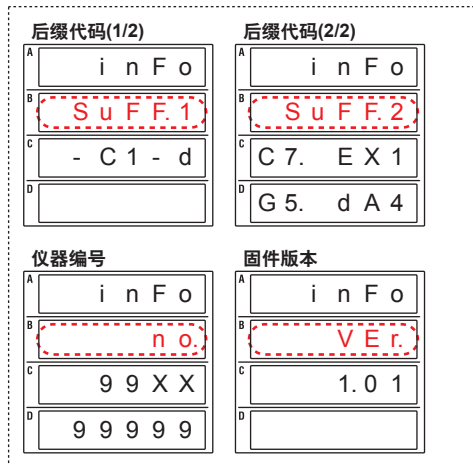 后缀代码(1/2)
A inFo
B SuFF.1
C -C1-d
D
后缀代码(2/2)
A inFo
B SuFF.2
C C7. EX1
D G5. dA4
仪器编号
A inFo
B no.
C 99XX
D 99999
固件版本
A inFo
B VEr.
C 1.01
D